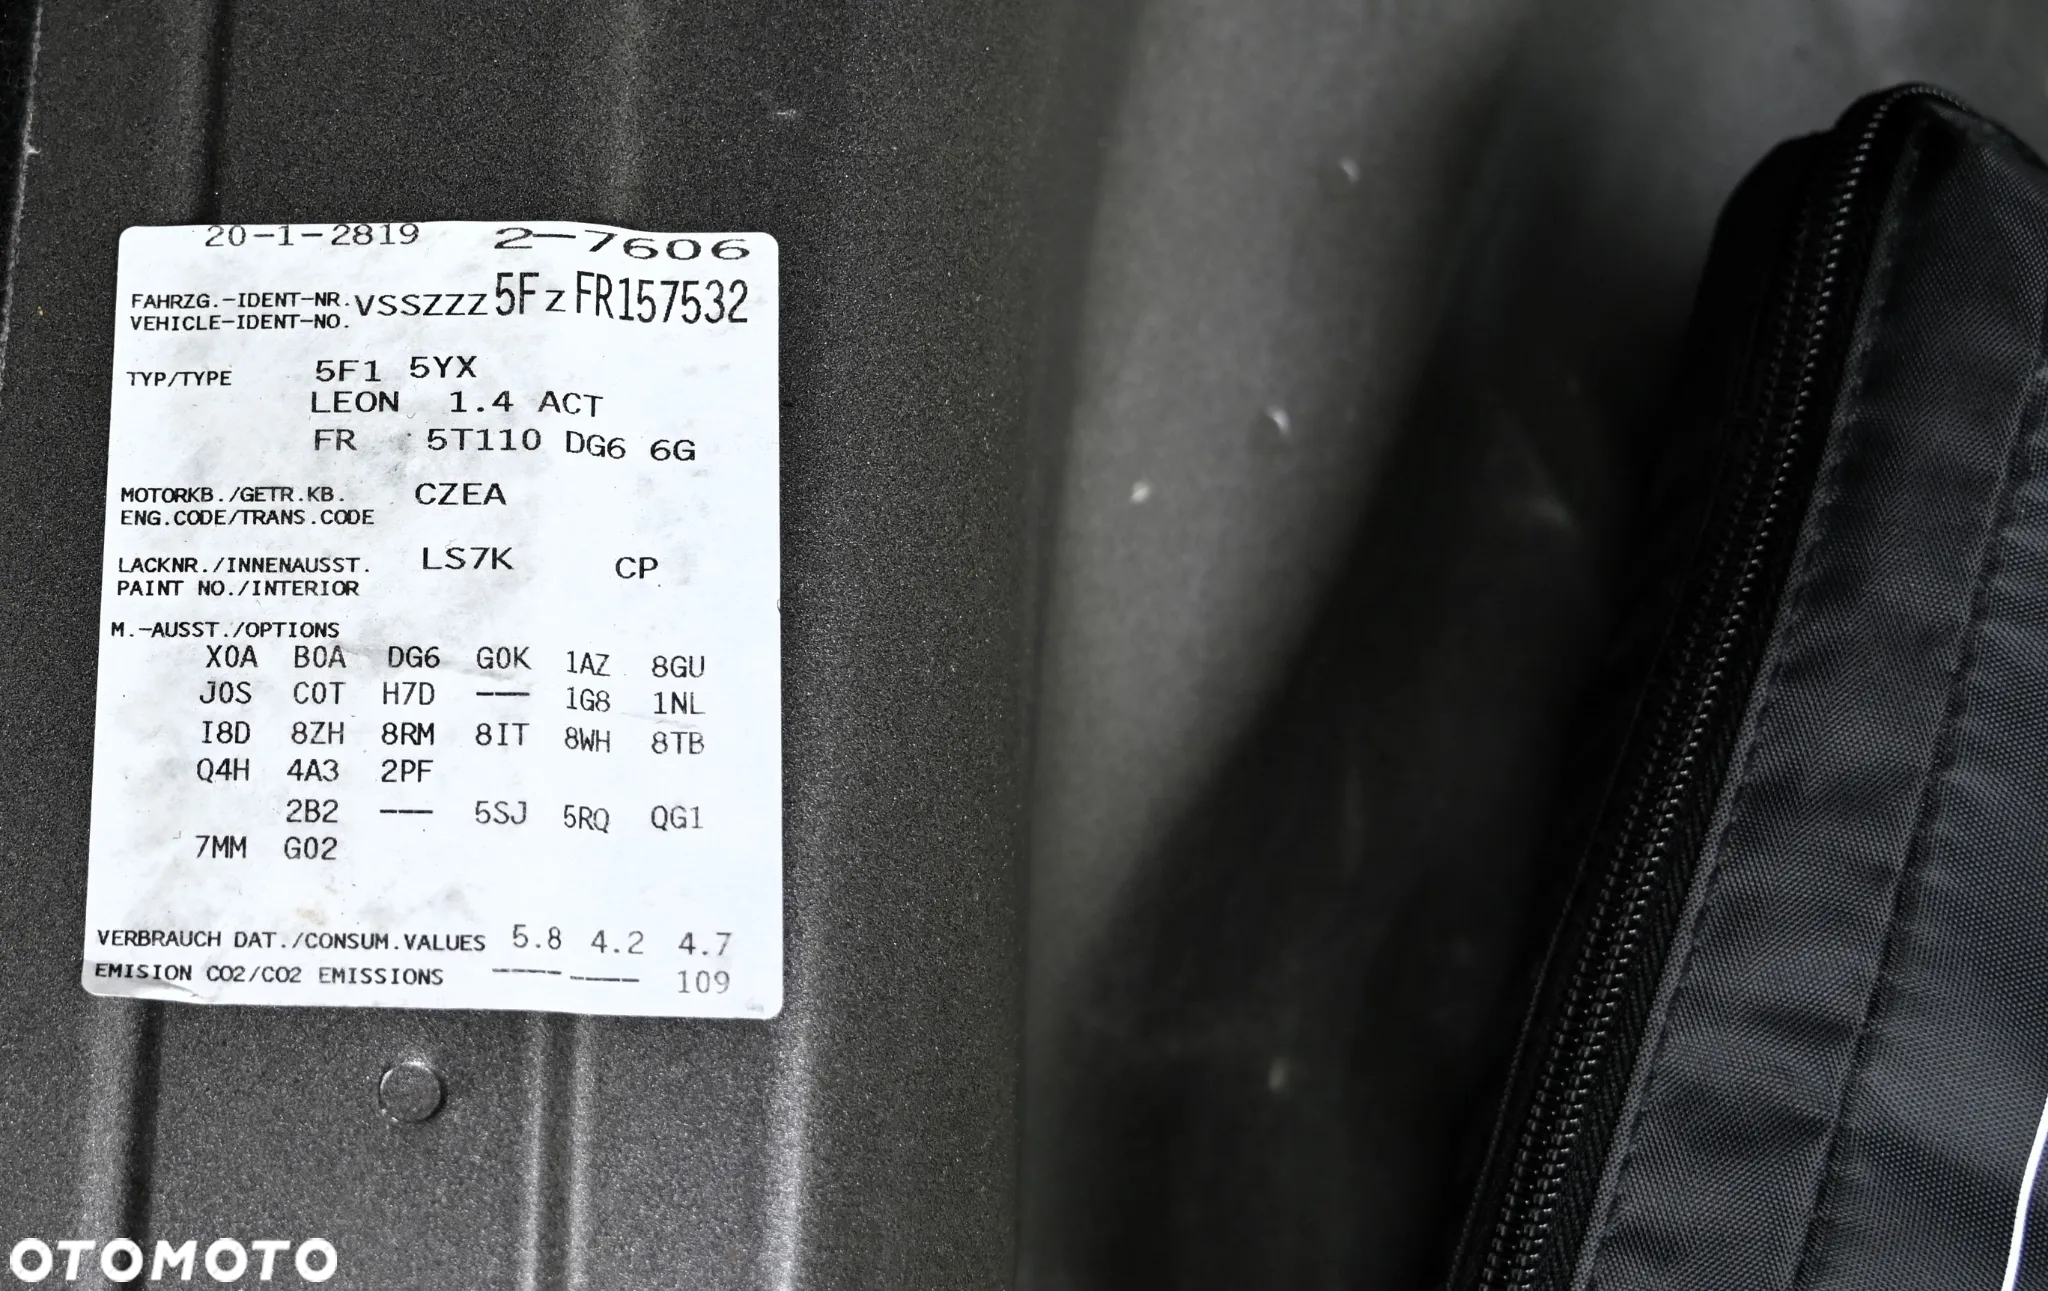 20-1-2819 2-7606
FAHRZG.-IDENT-NR. VSSZZZ5FZFR157532
VEHICLE-IDENT-NO.
TYP/TYPE 5F1 5YX
LEON 1.4 ACT
FR 5T110 DG6 6G
MOTORKB./GETR.KB. CZEA
ENG.CODE/TRANS.CODE
LACKNR./INNENAUSST. LS7K CP
PAINT NO./INTERIOR
M.-AUSST./OPTIONS
X0A B0A DG6 G0K 1AZ 8GU
J0S C0T H7D --- 1G8 1NL
I8D 8ZH 8RM 8IT 8WH 8TB
Q4H 4A3 2PF
2B2 --- 5SJ 5RQ QG1
7MM G02
VERBRAUCH DAT./CONSUM.VALUES 5.8 4.2 4.7
EMISION CO2/CO2 EMISSIONS ---- ---- 109
OTOMOTO